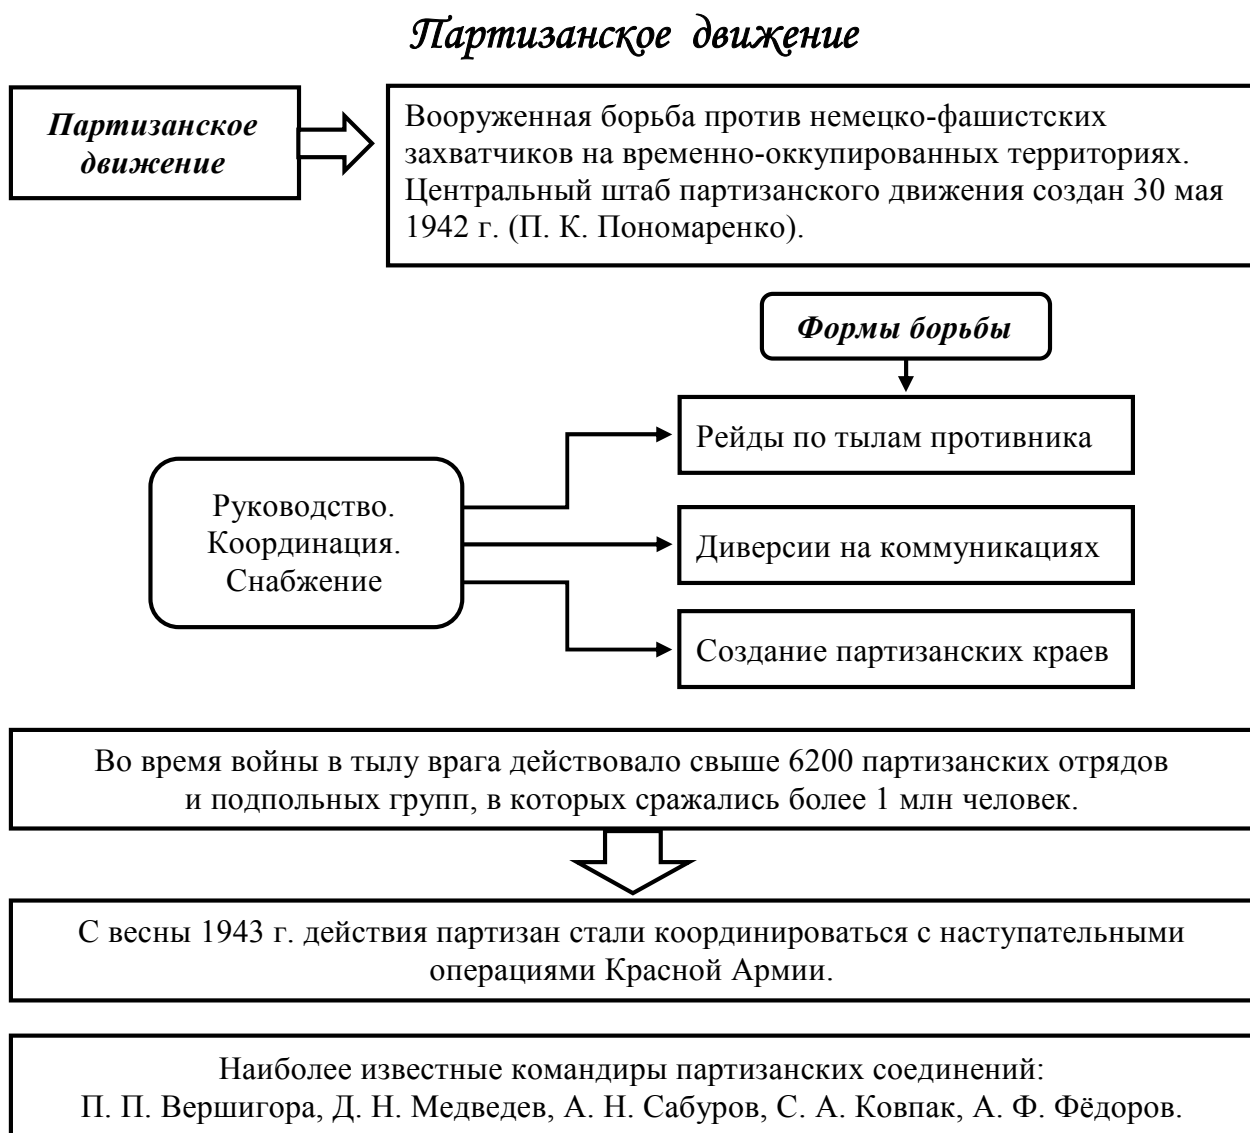 Партизанское движение
Партизанское
движение
Вооруженная борьба против немецко-фашистских
захватчиков на временно-оккупированных территориях.
Центральный штаб партизанского движения создан 30 мая
1942 г. (П. К. Пономаренко).
Формы борьбы
Рейды по тылам противника
Руководство.
Координация.
Снабжение
Диверсии на коммуникациях
Создание партизанских краев
Во время войны в тылу врага действовало свыше 6200 партизанских отрядов
и подпольных групп, в которых сражались более 1 млн человек.
С весны 1943 г. действия партизан стали координироваться с наступательными
операциями Красной Армии.
Наиболее известные командиры партизанских соединений:
П. П. Вершигора, Д. Н. Медведев, А. Н. Сабуров, С. А. Ковпак, А. Ф. Фёдоров.